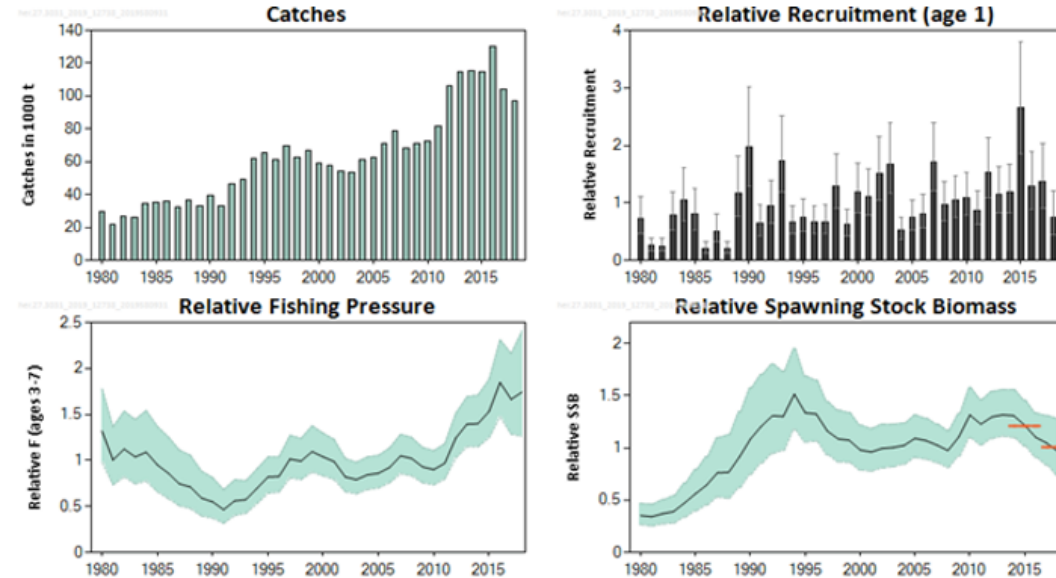 Catches
Catches in 1000 t
140
120
100
80
60
40
20
0
1980 1985 1990 1995 2000 2005 2010 2015
Relative Recruitment (age 1)
Relative Recruitment
4
3
2
1
0
1980 1985 1990 1995 2000 2005 2010 2015
Relative Fishing Pressure
Relative F (ages 3-7)
2.5
2
1.5
1
0.5
0
1980 1985 1990 1995 2000 2005 2010 2015
Relative Spawning Stock Biomass
Relative SSB
2
1.5
1
0.5
0
1980 1985 1990 1995 2000 2005 2010 2015